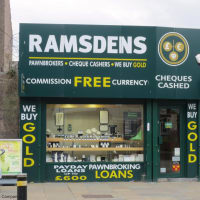 RAMSDENS
PAWNBROKERS • CHEQUE CASHERS • WE BUY GOLD
COMMISSION FREE CURRENCY
CHEQUES
CASHED
WE
BUY
GOLD
WE
BUY
GOLD
PAYDAY
LOANS
£600
PAWNBROKING
LOANS